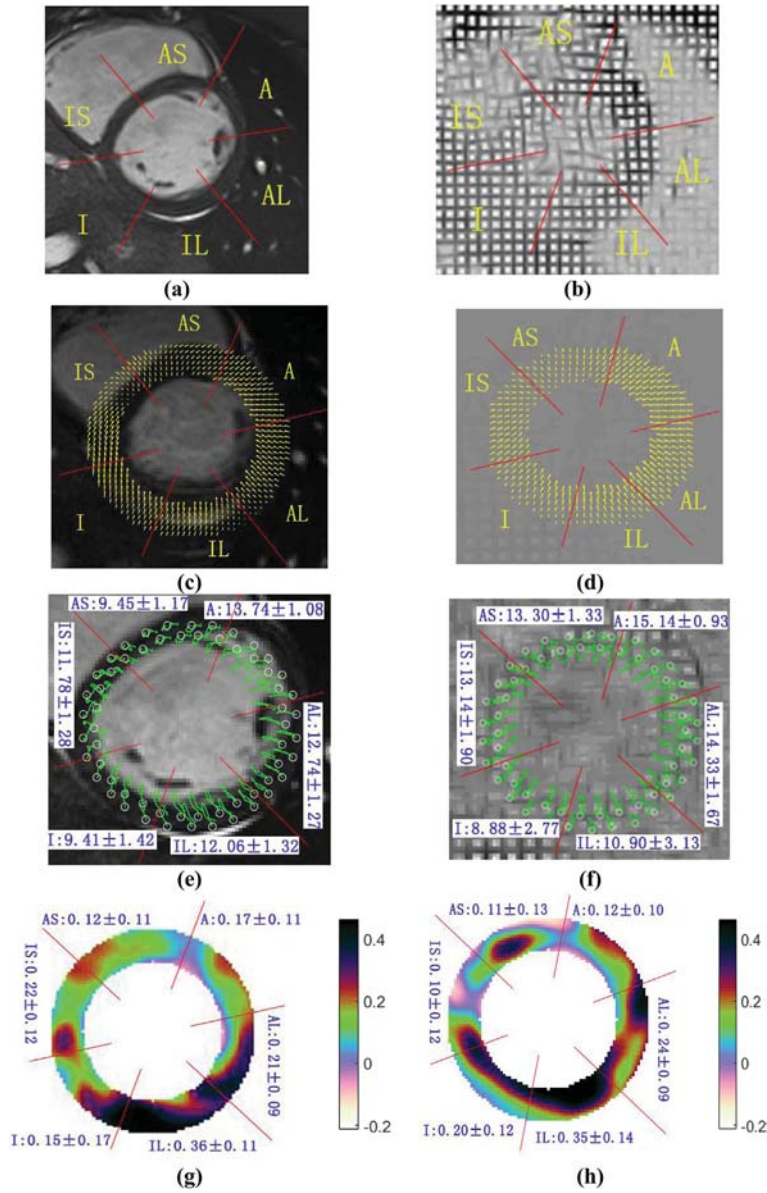 AS
A
IS
AL
I
IL
(a)
AS
A
IS
AL
I
IL
(b)
AS
IS
A
I
AL
IL
(c)
AS
A
IS
AL
I
IL
(d)
AS:9.45±1.17
A:13.74±1.08
IS:11.78±1.28
AL:12.74±1.27
I:9.41±1.42
IL:12.06±1.32
(e)
AS:13.30±1.33
A:15.14±0.93
IS:13.14±1.90
AL:14.33±1.67
I:8.88±2.77
IL:10.90±3.13
(f)
AS:0.12±0.11
A:0.17±0.11
IS:0.22±0.12
AL:0.21±0.09
I:0.15±0.17
IL:0.36±0.11
0.4
0.2
0
-0.2
(g)
AS:0.11±0.13
A:0.12±0.10
IS:0.10±0.12
AL:0.24±0.09
I:0.20±0.12
IL:0.35±0.14
0.4
0.2
0
-0.2
(h)